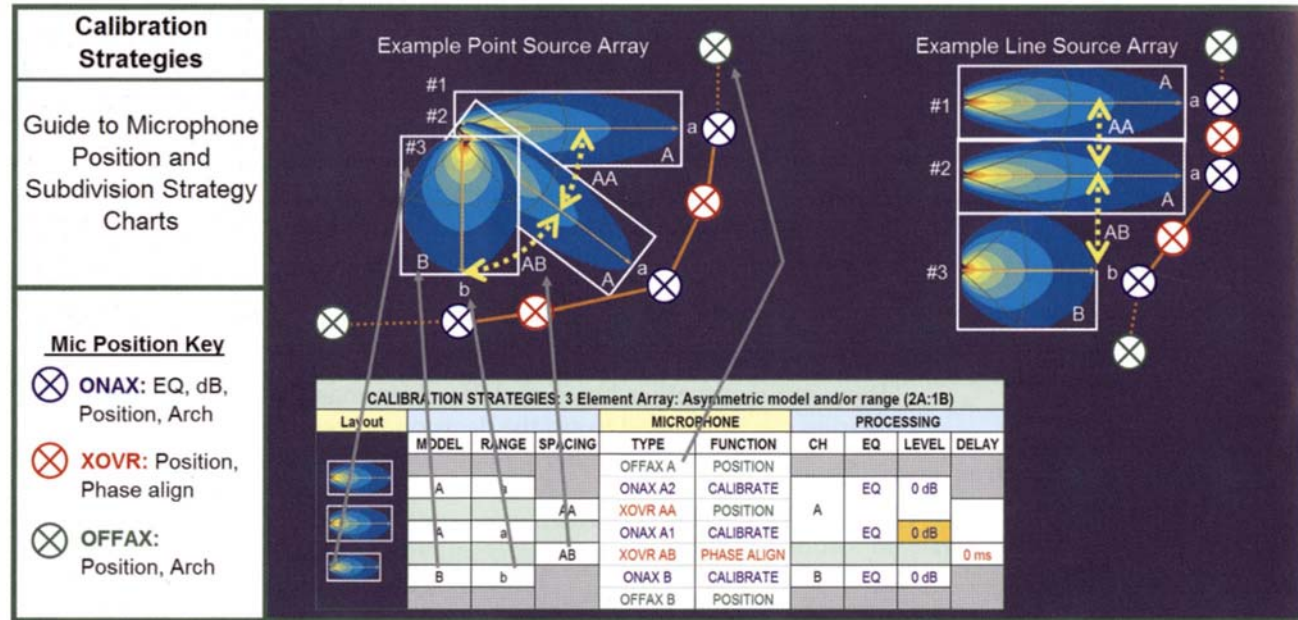 Calibration
Strategies
Guide to Microphone
Position and
Subdivision Strategy
Charts
Mic Position Key
ONAX: EQ, dB,
Position, Arch
XOVR: Position,
Phase align
OFFAX:
Position, Arch
Example Point Source Array
#1
#2
#3
a
A
AA
B
AB
A
a
b
Example Line Source Array
#1
A
a
AA
#2
a
A
AB
#3
b
B
CALIBRATION STRATEGIES: 3 Element Array: Asymmetric model and/or range (2A:1B)
Layout MICROPHONE PROCESSING
MODEL RANGE SPACING TYPE FUNCTION CH EQ LEVEL DELAY
OFFAX A POSITION
A a ONAX A2 CALIBRATE EQ 0 dB
AA XOVR AA POSITION A
A a ONAX A1 CALIBRATE EQ 0 dB
AB XOVR AB PHASE ALIGN 0 ms
B b ONAX B CALIBRATE B EQ 0 dB
OFFAX B POSITION